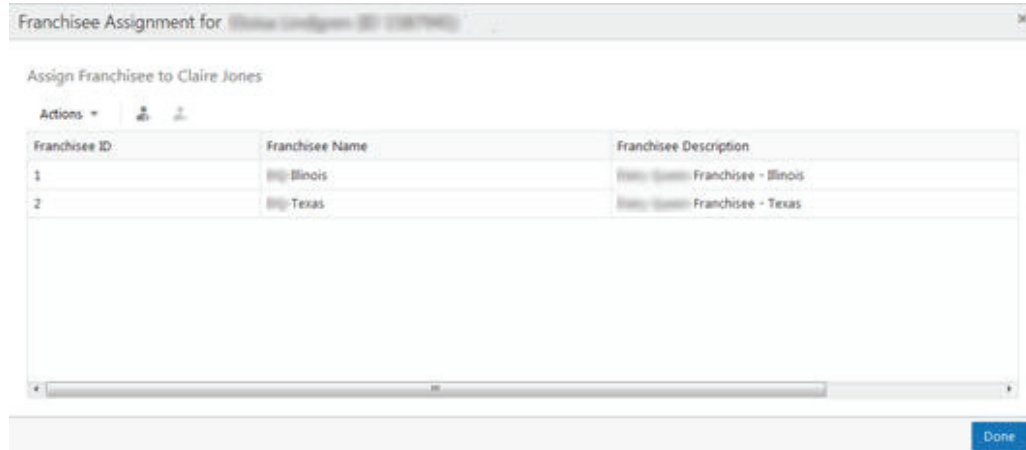 Franchisee Assignment for
Assign Franchisee to Claire Jones
Actions
Franchisee ID Franchisee Name Franchisee Description
1 Illinois Franchisee - Illinois
2 Texas Franchisee - Texas
Done